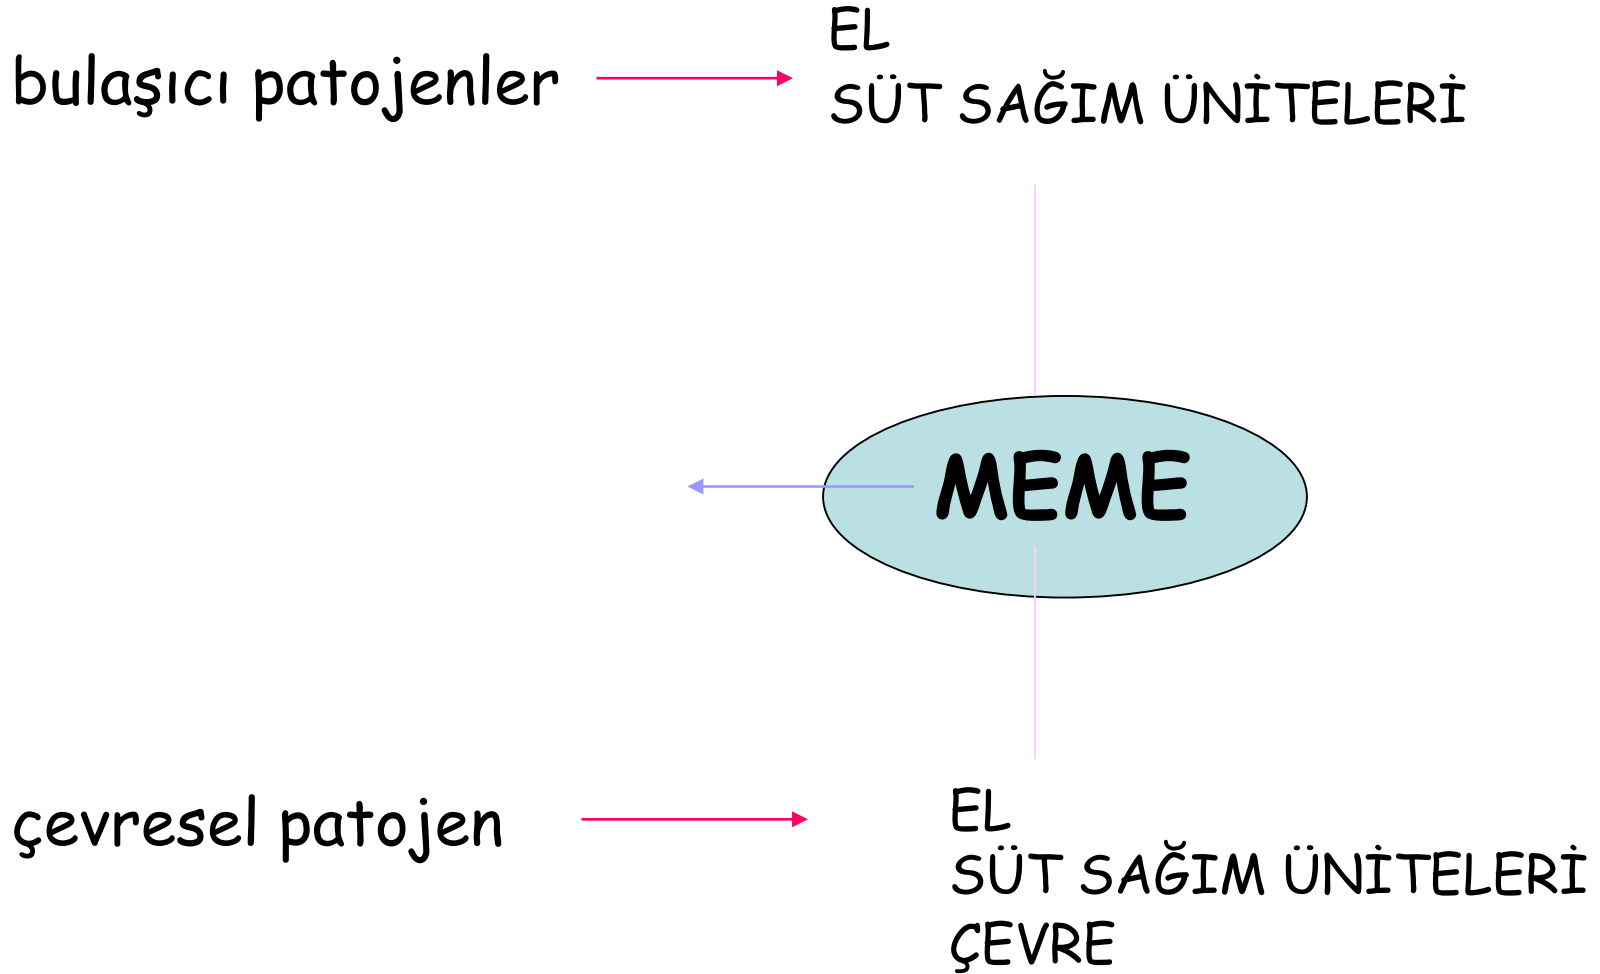 bulaşıcı patojenler
EL
SÜT SAĞIM ÜNİTELERİ
MEME
çevresel patojen
EL
SÜT SAĞIM ÜNİTELERİ
ÇEVRE